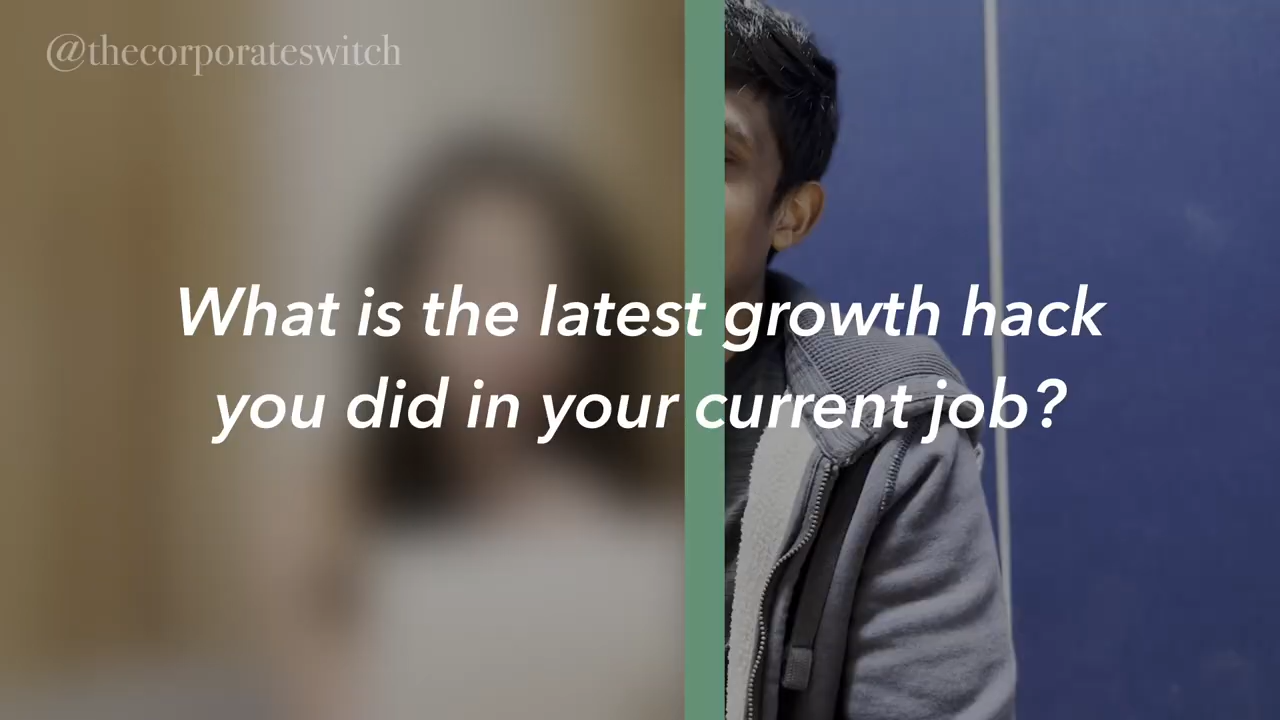 @thecorporateswitch
What is the latest growth hack
you did in your current job?